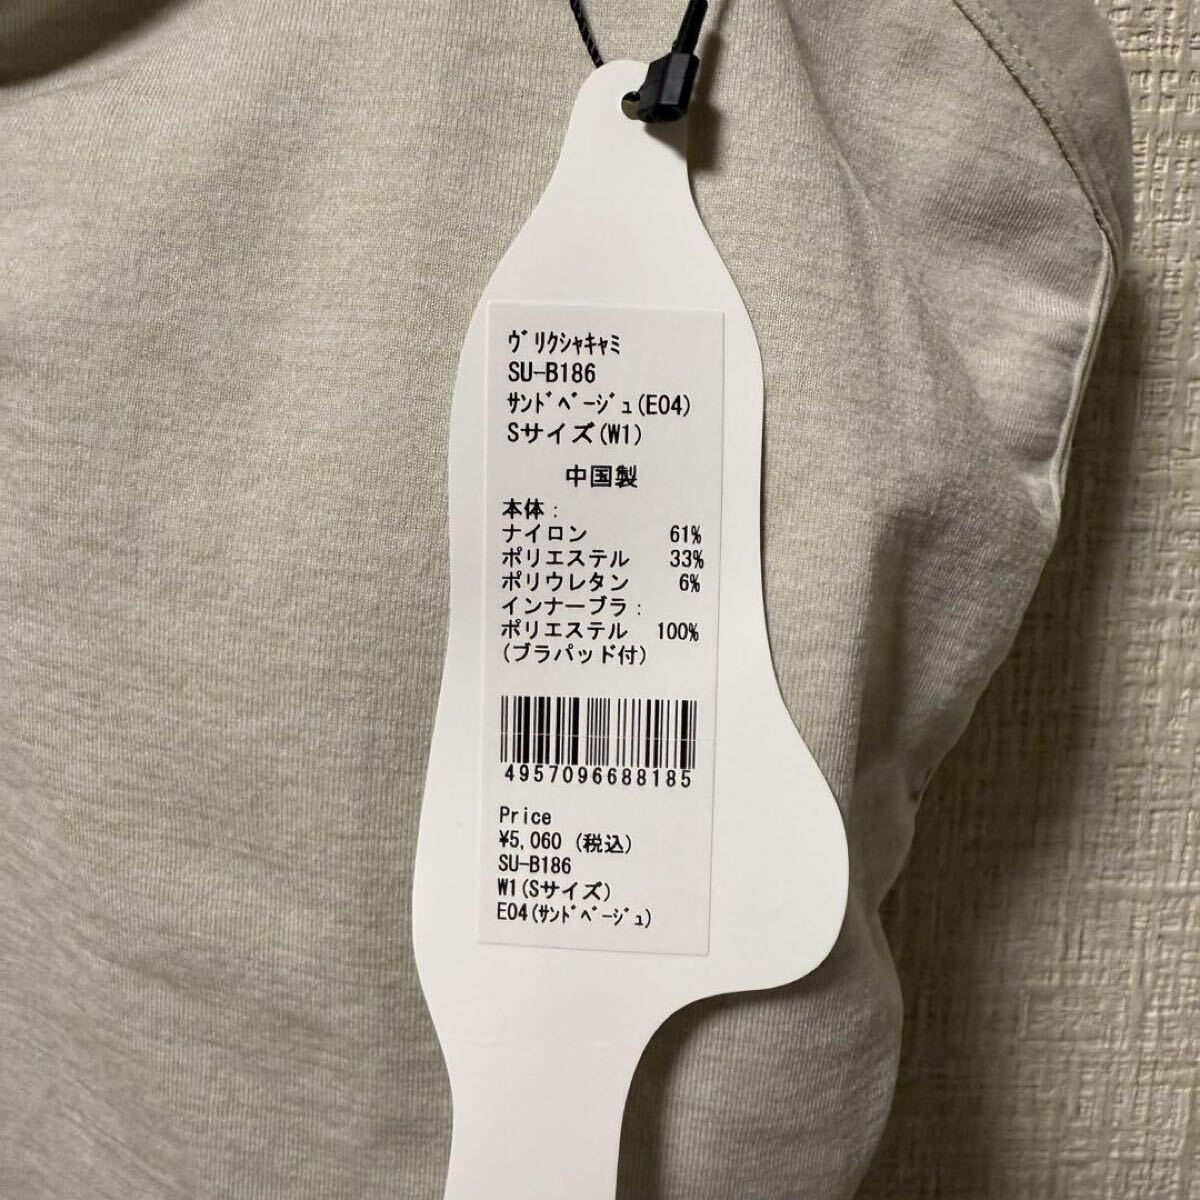 ｳﾞﾘｸｼｬｷｬﾐ
SU-B186
ｻﾝﾄﾞﾍﾞｰｼﾞｭ(E04)
Sサイズ(W1)
中国製
本体：
ナイロン 61%
ポリエステル 33%
ポリウレタン 6%
インナーブラ：
ポリエステル 100%
(ブラパッド付)
4957096688185
Price
¥5,060 (税込)
SU-B186
W1(Sサイズ)
E04(ｻﾝﾄﾞﾍﾞｰｼﾞｭ)